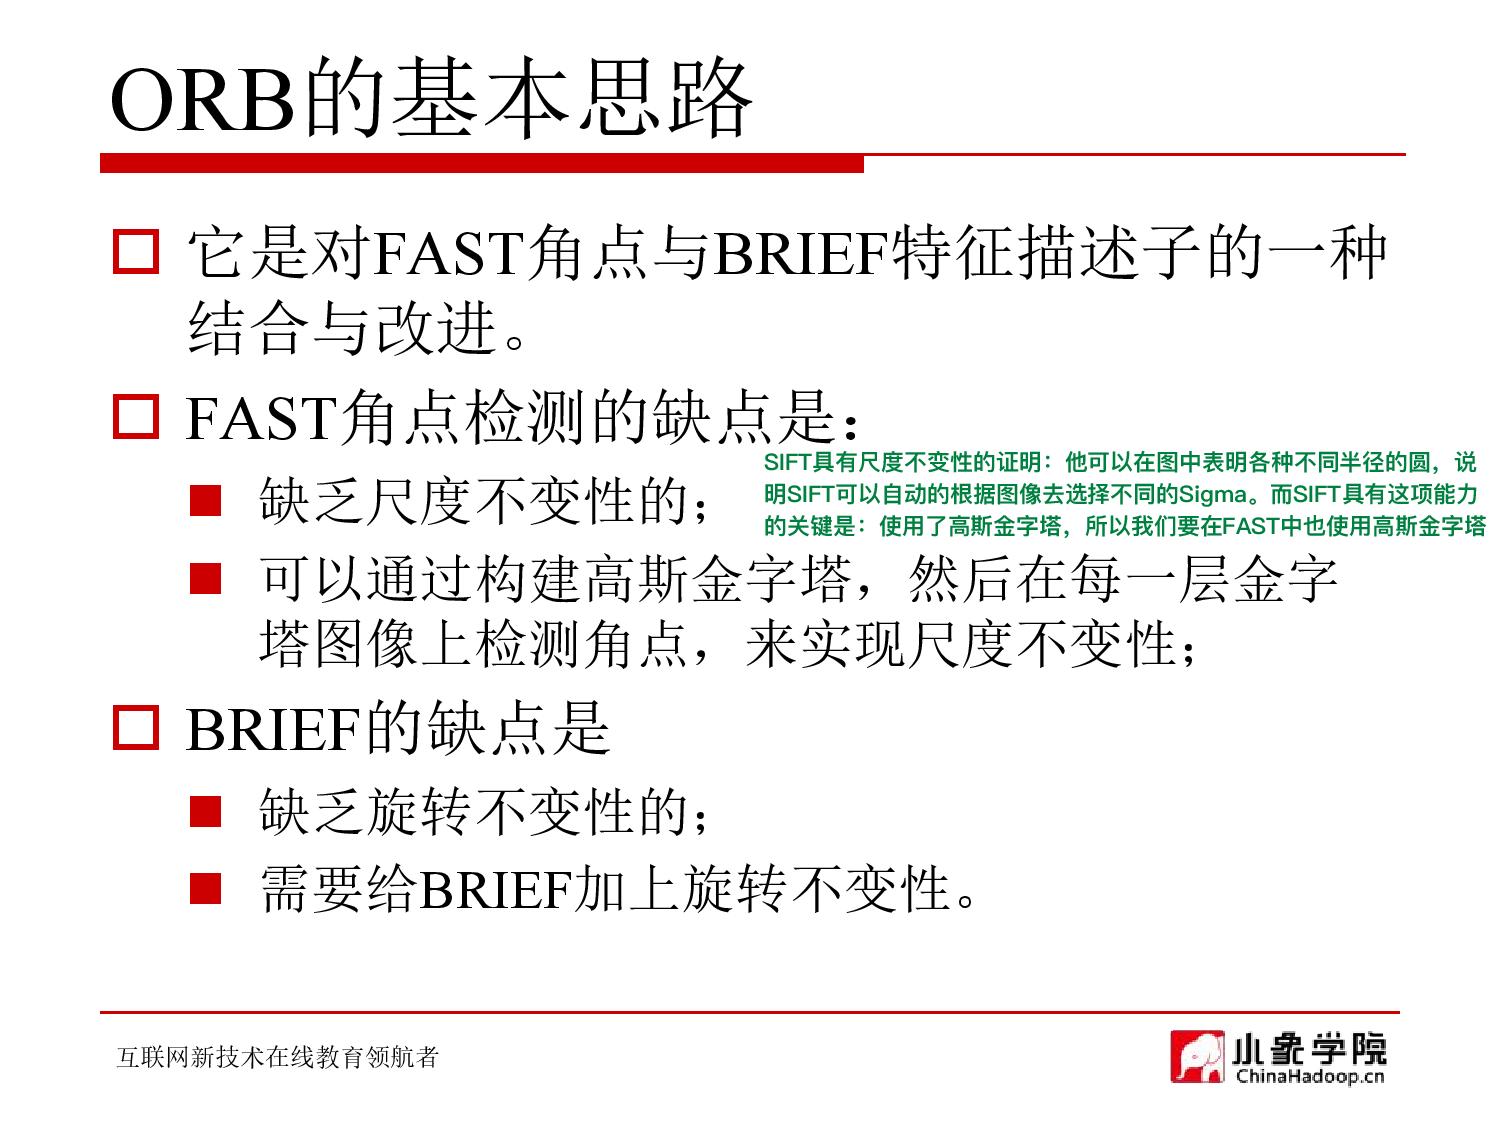 ORB的基本思路
它是对FAST角点与BRIEF特征描述子的一种
结合与改进。
FAST角点检测的缺点是：
SIFT具有尺度不变性的证明：他可以在图中表明各种不同半径的圆，说
明SIFT可以自动的根据图像去选择不同的Sigma。而SIFT具有这项能力
的关键是：使用了高斯金字塔，所以我们要在FAST中也使用高斯金字塔
缺乏尺度不变性的；
可以通过构建高斯金字塔，然后在每一层金字
塔图像上检测角点，来实现尺度不变性；
BRIEF的缺点是
缺乏旋转不变性的；
需要给BRIEF加上旋转不变性。
互联网新技术在线教育领航者
小象学院
ChinaHadoop.cn